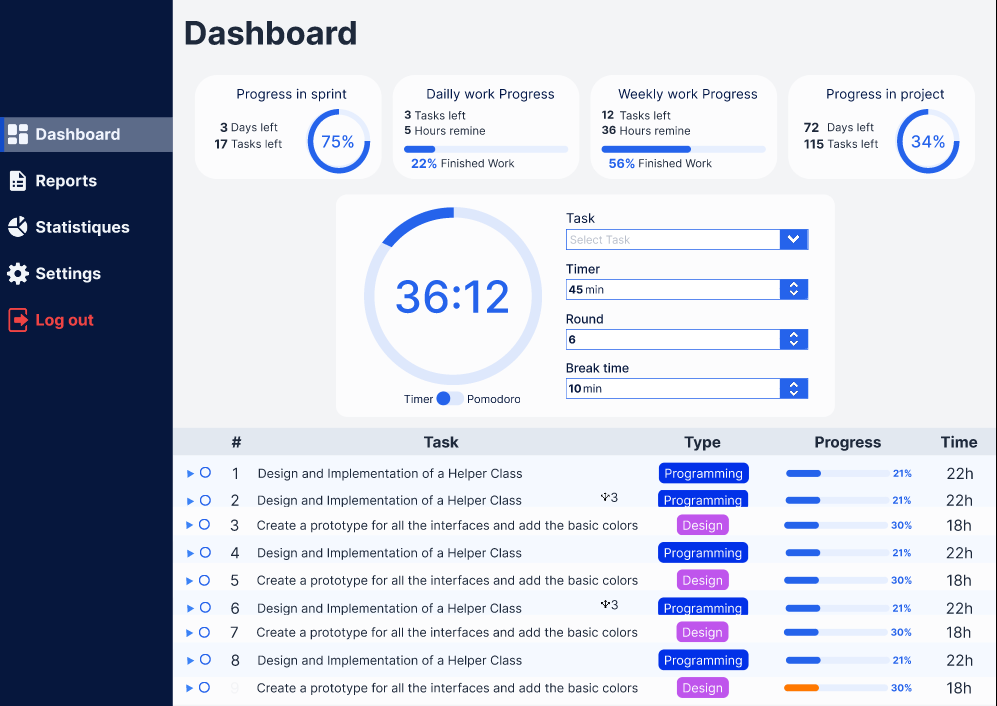 Dashboard
Reports
Statistiques
Settings
Log out
Dashboard
Progress in sprint
3 Days left
17 Tasks left
75%
Dailly work Progress
3 Tasks left
5 Hours remine
22% Finished Work
Weekly work Progress
12 Tasks left
36 Hours remine
56% Finished Work
Progress in project
72 Days left
115 Tasks left
34%
36:12
Timer Pomodoro
Task
Select Task
Timer
45 min
Round
6
Break time
10 min
# Task Type Progress Time
1 Design and Implementation of a Helper Class Programming 21% 22h
2 Design and Implementation of a Helper Class 3 Programming 21% 22h
3 Create a prototype for all the interfaces and add the basic colors Design 30% 18h
4 Design and Implementation of a Helper Class Programming 21% 22h
5 Create a prototype for all the interfaces and add the basic colors Design 30% 18h
6 Design and Implementation of a Helper Class 3 Programming 21% 22h
7 Create a prototype for all the interfaces and add the basic colors Design 30% 18h
8 Design and Implementation of a Helper Class Programming 21% 22h
9 Create a prototype for all the interfaces and add the basic colors Design 30% 18h